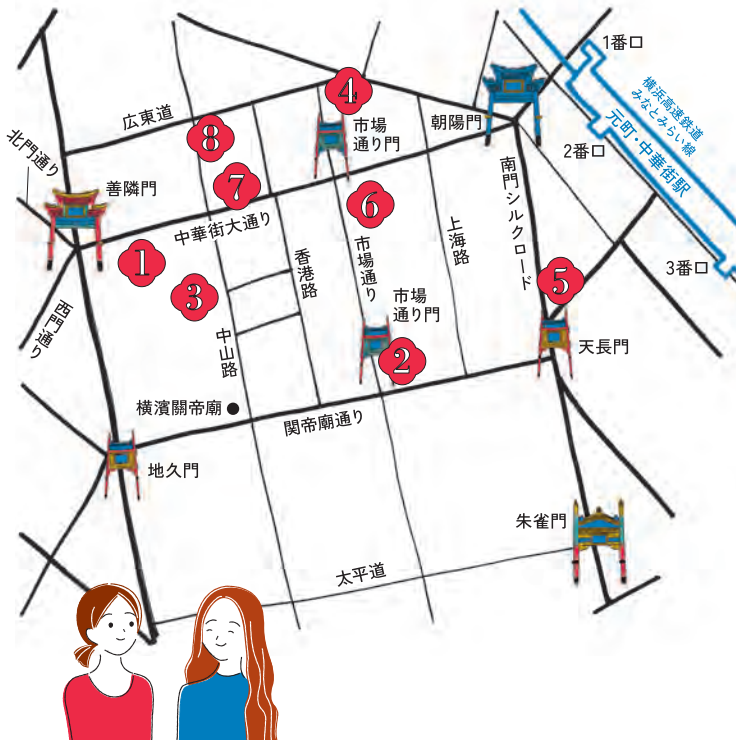 1番口
横浜高速鉄道
みなとみらい線
元町・中華街駅
2番口
3番口
4
広東道
8
市場
通り門
朝陽門
北門通り
善隣門
7
6
南門シルクロード
中華街大通り
上海路
1
香港路
市場通り
3
5
西門通り
中山路
市場
通り門
2
天長門
横濱關帝廟
関帝廟通り
地久門
朱雀門
太平道